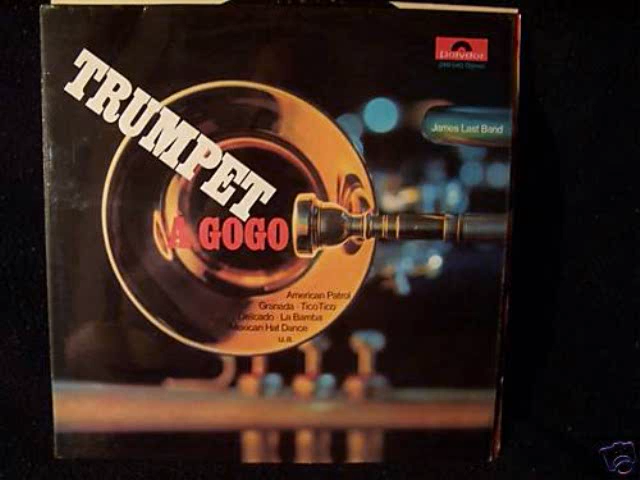 Polydor
James Last Band
TRUMPET
À GOGO
American Patrol
Granada · Tico Tico
Delicado · La Bamba
Mexican Hat Dance
u.a.